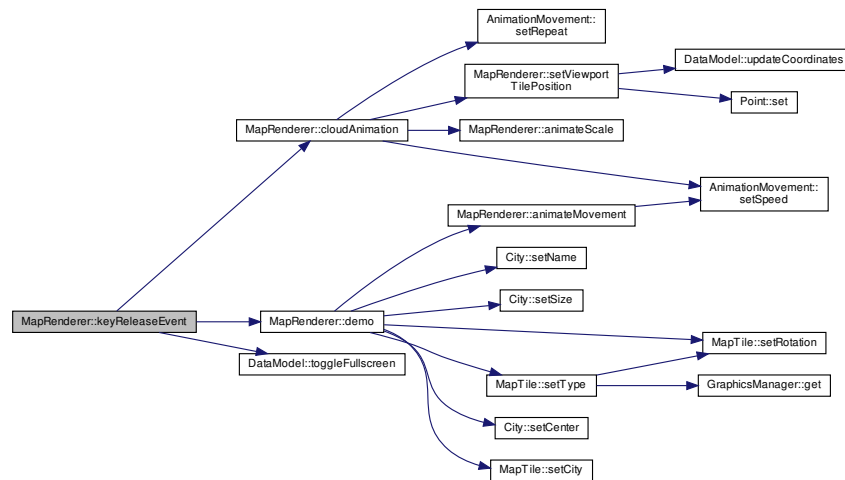 AnimationMovement::
setRepeat
MapRenderer::setViewport
TilePosition
DataModel::updateCoordinates
Point::set
MapRenderer::cloudAnimation
MapRenderer::animateScale
AnimationMovement::
setSpeed
MapRenderer::animateMovement
City::setName
City::setSize
MapRenderer::keyReleaseEvent
MapRenderer::demo
MapTile::setRotation
DataModel::toggleFullscreen
MapTile::setType
GraphicsManager::get
City::setCenter
MapTile::setCity